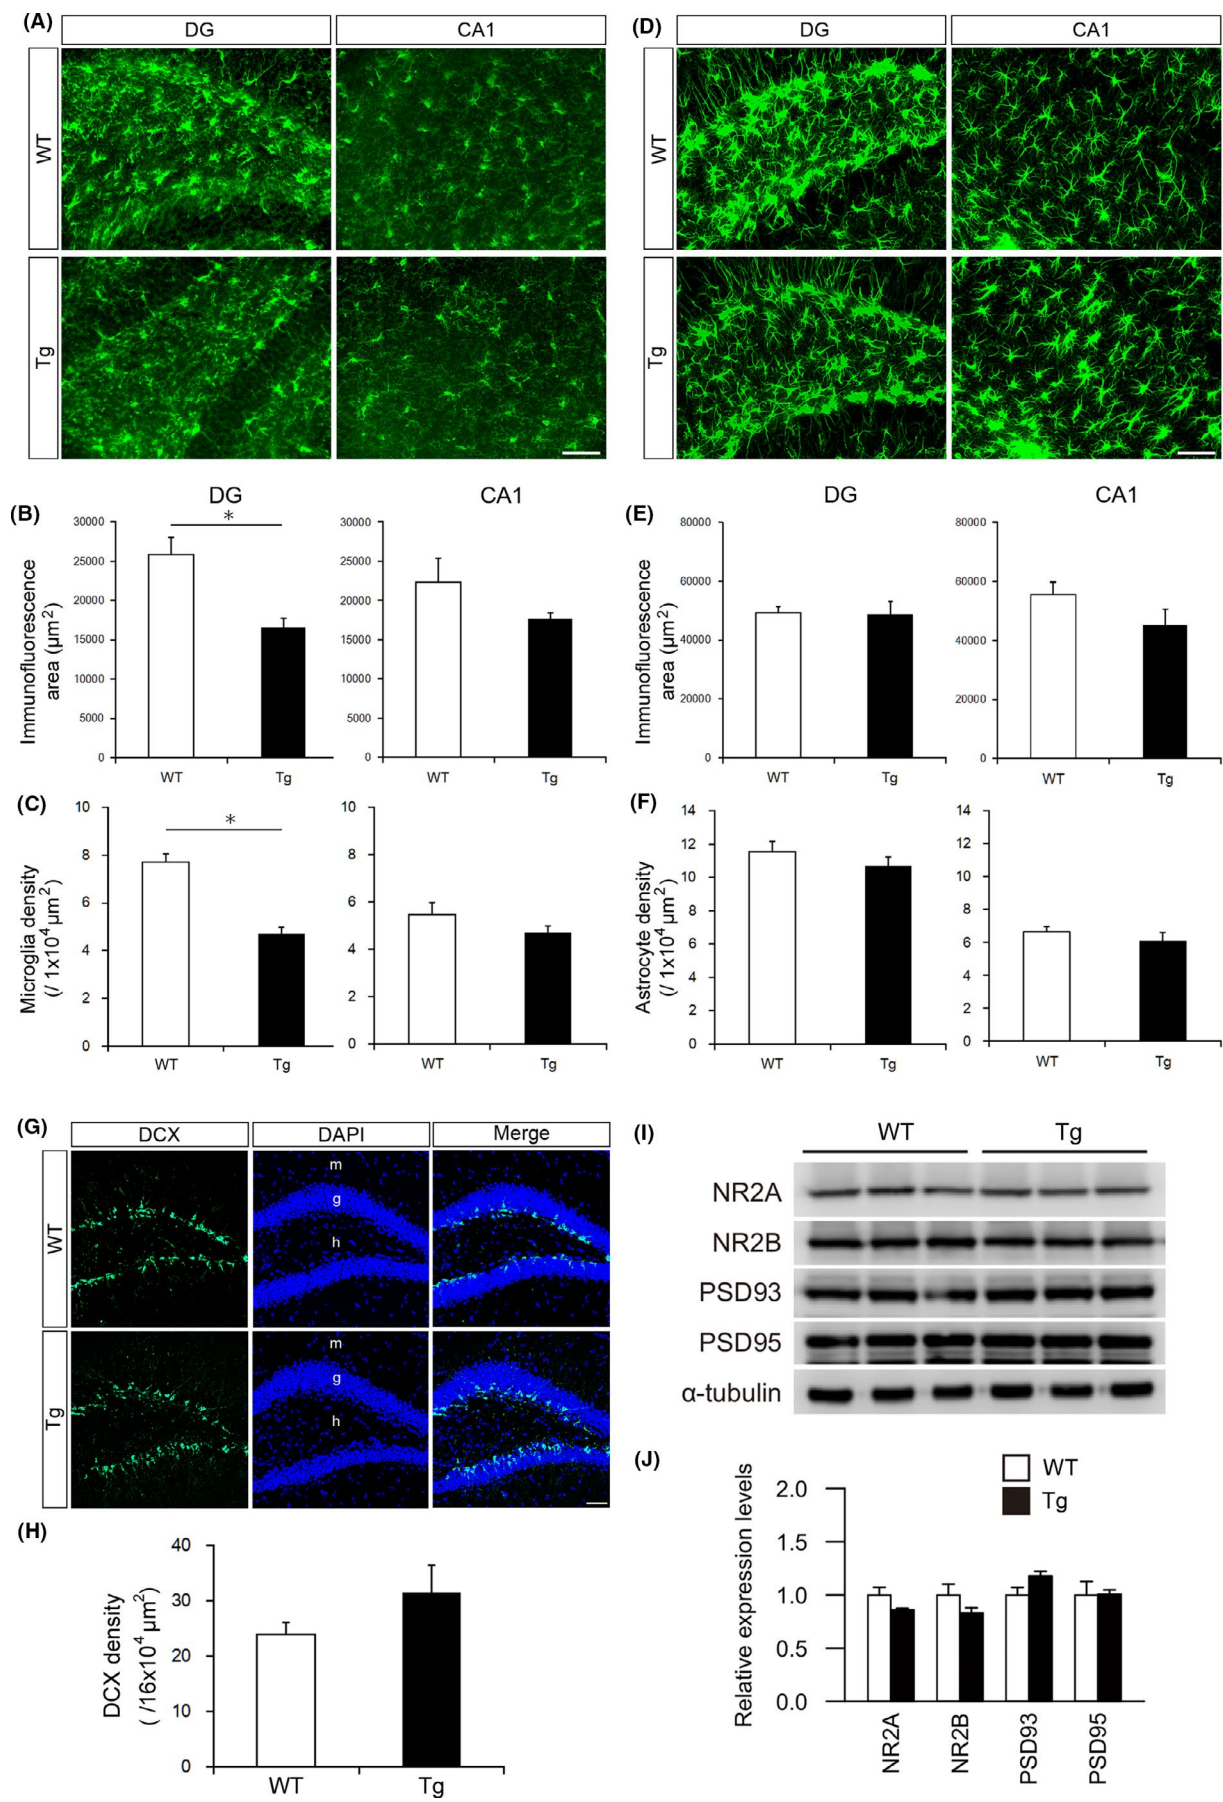 (A)
DG CA1
WT
Tg
(D)
DG CA1
WT
Tg
DG CA1
(B)
Immunofluorescence
area (µm2)
30000
25000
20000
15000
10000
5000
0
*
WT Tg
30000
25000
20000
15000
10000
5000
0
WT Tg
(C)
Microglia density
(/ 1x104 µm2)
10
8
6
4
2
0
*
WT Tg
10
8
6
4
2
0
WT Tg
DG CA1
(E)
Immunofluorescence
area (µm2)
80000
60000
40000
20000
0
WT Tg
80000
60000
40000
20000
0
WT Tg
(F)
Astrocyte density
(/ 1x104 µm2)
14
12
10
8
6
4
2
0
WT Tg
14
12
10
8
6
4
2
0
WT Tg
(G)
DCX DAPI Merge
WT
m
g
h
Tg
m
g
h
(H)
DCX density
( /16x104 µm2)
40
30
20
10
0
WT Tg
(I)
WT Tg
NR2A
NR2B
PSD93
PSD95
α-tubulin
(J)
WT
Tg
Relative expression levels
2.0
1.5
1.0
0.5
0.0
NR2A
NR2B
PSD93
PSD95